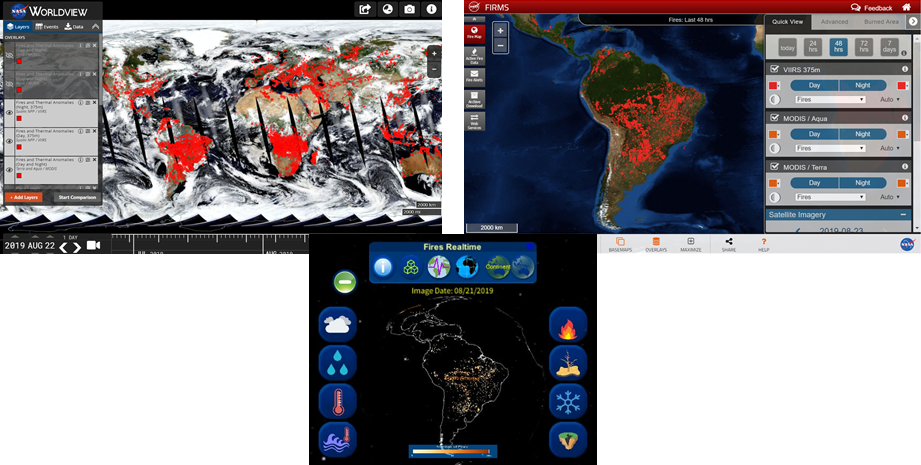 NASA WORLDVIEW
Layers Events Data
OVERLAYS
Fires and Thermal Anomalies
(Night, 375m)
Suomi NPP / VIIRS
Fires and Thermal Anomalies
(Day, 375m)
Suomi NPP / VIIRS
Fires and Thermal Anomalies
(Day and Night)
Terra and Aqua / MODIS
+ Add Layers Start Comparison
2000 km
2000 mi
2019 AUG 22
1 DAY
AUG 2019
NASA FIRMS
Feedback
Fire Map
Active Fire
Data
Fire Alerts
Archive
Download
Web
Services
Fires: Last 48 hrs
Quick View Advanced Burned Area
today
24
hrs
48
hrs
72
hrs
7
days
VIIRS 375m
Day Night
Fires Auto
MODIS / Aqua
Day Night
Fires Auto
MODIS / Terra
Day Night
Fires Auto
Satellite Imagery
2019-08-23
2000 km
BASEMAPS OVERLAYS MAXIMIZE SHARE HELP
NASA
Fires Realtime
Continent
Image Date: 08/21/2019